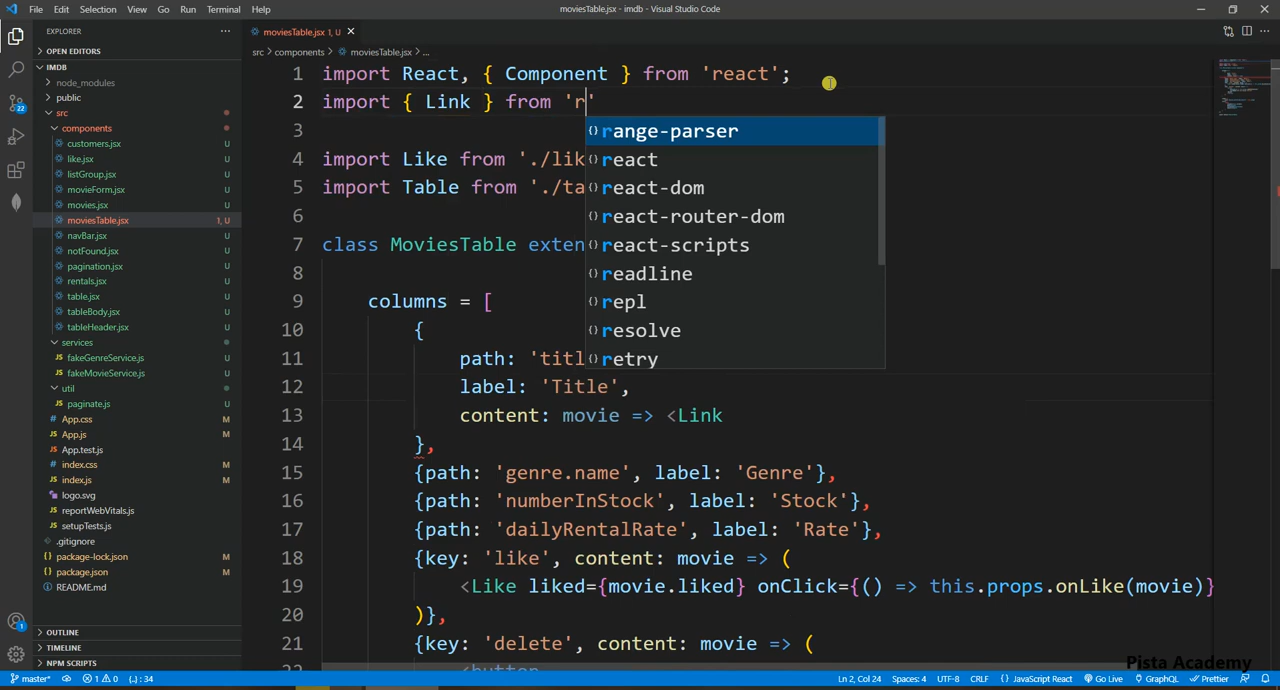 File Edit Selection View Go Run Terminal Help
moviesTable.jsx - imdb - Visual Studio Code
EXPLORER
OPEN EDITORS
IMDB
node_modules
public
src
components
customers.jsx U
like.jsx U
listGroup.jsx U
movieForm.jsx U
movies.jsx U
moviesTable.jsx 1, U
navBar.jsx U
notFound.jsx U
pagination.jsx U
rentals.jsx U
table.jsx U
tableBody.jsx U
tableHeader.jsx U
services
fakeGenreService.js U
fakeMovieService.js U
util
paginate.js U
App.css M
App.js M
App.test.js
index.css M
index.js M
logo.svg
reportWebVitals.js
setupTests.js
.gitignore
package-lock.json M
package.json M
README.md
OUTLINE
TIMELINE
NPM SCRIPTS
22
1
moviesTable.jsx 1, U
src > components > moviesTable.jsx > ...
1 import React, { Component } from 'react';
2 import { Link } from 'r'
3
4 import Like from './lik
5 import Table from './ta
6
7 class MoviesTable exten
8
9 columns = [
10 {
11 path: 'titl
12 label: 'Title',
13 content: movie => <Link
14 },
15 {path: 'genre.name', label: 'Genre'},
16 {path: 'numberInStock', label: 'Stock'},
17 {path: 'dailyRentalRate', label: 'Rate'},
18 {key: 'like', content: movie => (
19 <Like liked={movie.liked} onClick={() => this.props.onLike(movie)}
20 )},
21 {key: 'delete', content: movie => (
22 <button
range-parser
react
react-dom
react-router-dom
react-scripts
readline
repl
resolve
retry
Pista Academy
master* 1 0 {..} : 34 Ln 2, Col 24 Spaces: 4 UTF-8 CRLF {} JavaScript React Go Live GraphQL Prettier